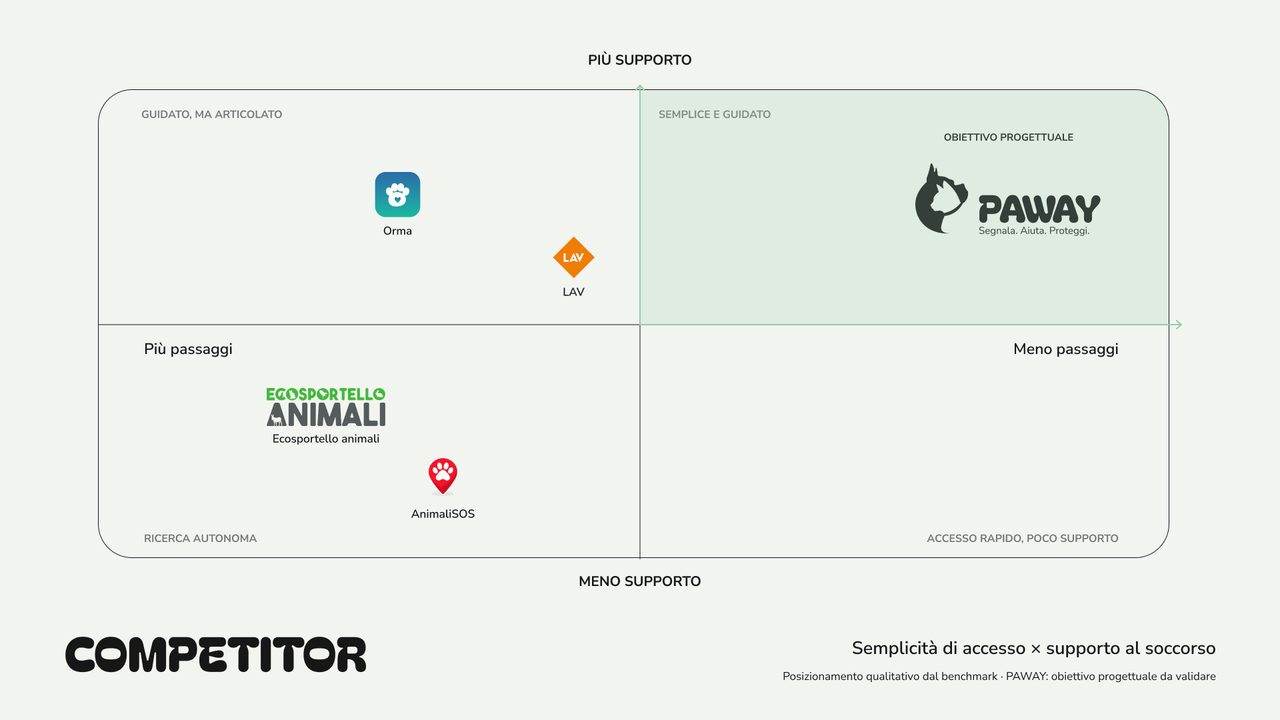 PIÙ SUPPORTO
GUIDATO, MA ARTICOLATO
SEMPLICE E GUIDATO
OBIETTIVO PROGETTUALE
PAWAY
Segnala. Aiuta. Proteggi.
Orma
LAV
LAV
Più passaggi
Meno passaggi
ECOSPORTELLO
ANIMALI
Ecosportello animali
AnimaliSOS
RICERCA AUTONOMA
ACCESSO RAPIDO, POCO SUPPORTO
MENO SUPPORTO
COMPETITOR
Semplicità di accesso × supporto al soccorso
Posizionamento qualitativo dal benchmark · PAWAY: obiettivo progettuale da validare